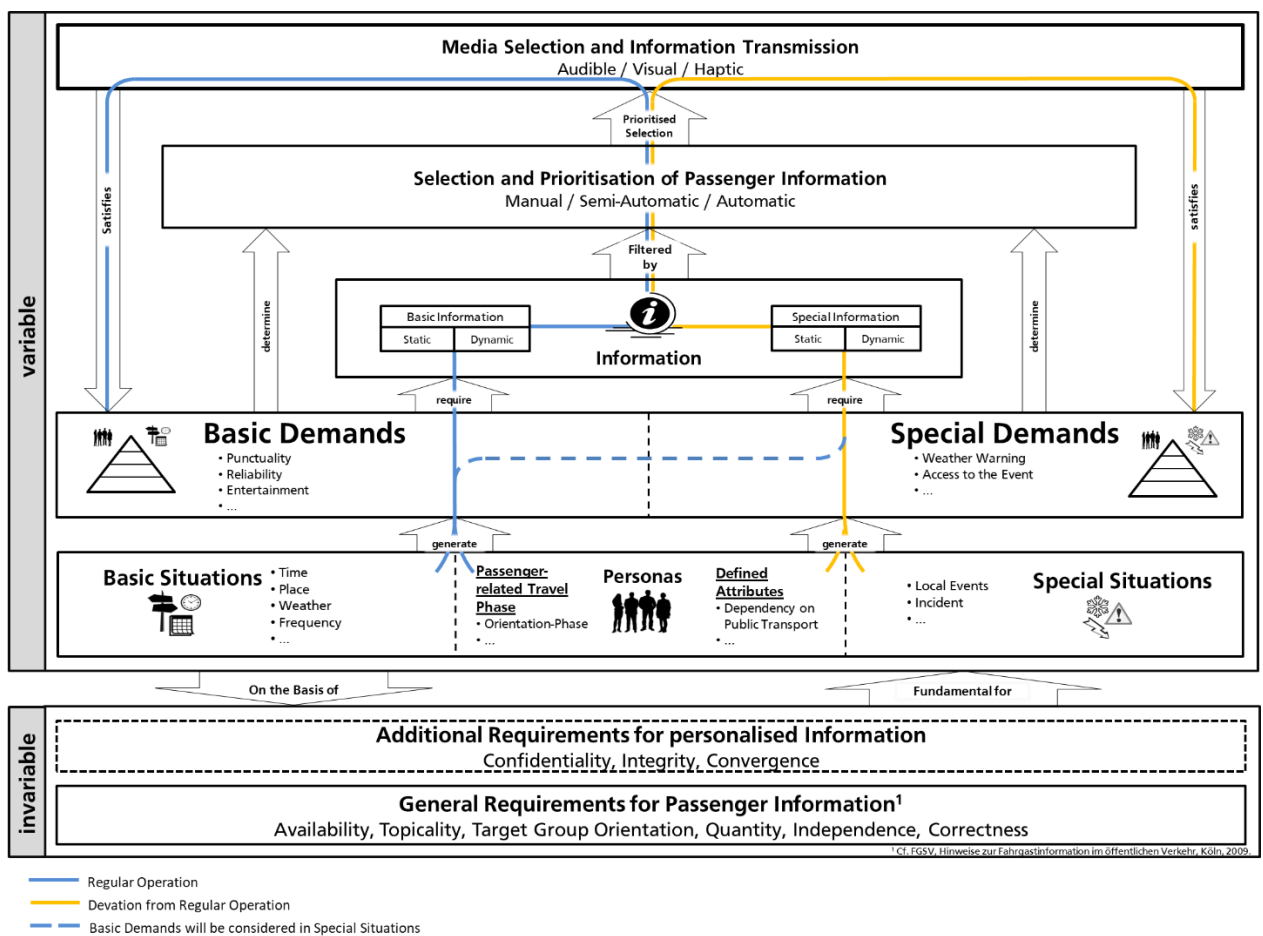 variable
Media Selection and Information Transmission
Audible / Visual / Haptic
Prioritised
Selection
Satisfies
satisfies
Selection and Prioritisation of Passenger Information
Manual / Semi-Automatic / Automatic
Filtered
by
determine
determine
Basic Information
Static
Dynamic
i
Information
Special Information
Static
Dynamic
require
require
Basic Demands
• Punctuality
• Reliability
• Entertainment
• ...
Special Demands
• Weather Warning
• Access to the Event
• ...
generate
generate
Basic Situations
• Time
• Place
• Weather
• Frequency
• ...
Passenger-
related Travel
Phase
• Orientation-Phase
• ...
Personas
Defined
Attributes
• Dependency on
Public Transport
• ...
• Local Events
• Incident
• ...
Special Situations
On the Basis of
Fundamental for
invariable
Additional Requirements for personalised Information
Confidentiality, Integrity, Convergence
General Requirements for Passenger Information¹
Availability, Topicality, Target Group Orientation, Quantity, Independence, Correctness
¹ Cf. FGSV, Hinweise zur Fahrgastinformation im öffentlichen Verkehr, Köln, 2009.
Regular Operation
Devation from Regular Operation
Basic Demands will be considered in Special Situations